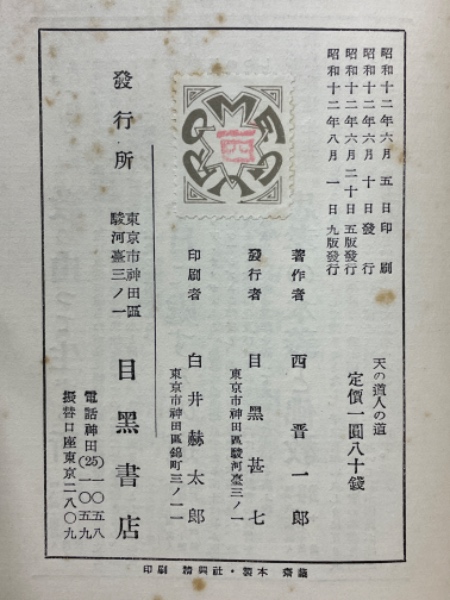 昭和十二年六月五日印刷
昭和十二年六月十日發行
昭和十二年六月二十日五版發行
昭和十二年八月一日九版發行
天の道人の道
定價一圓八十錢
著作者 西晋一郎
發行者 目黑甚七
東京市神田區駿河臺三ノ一
印刷者 白井赫太郎
東京市神田區錦町三ノ一一
發行所 東京市神田區
駿河臺三ノ一
目黑書店
電話神田(25)一〇五八
一〇五九
振替口座東京二八〇九
印刷 精興社・製本 齋藤